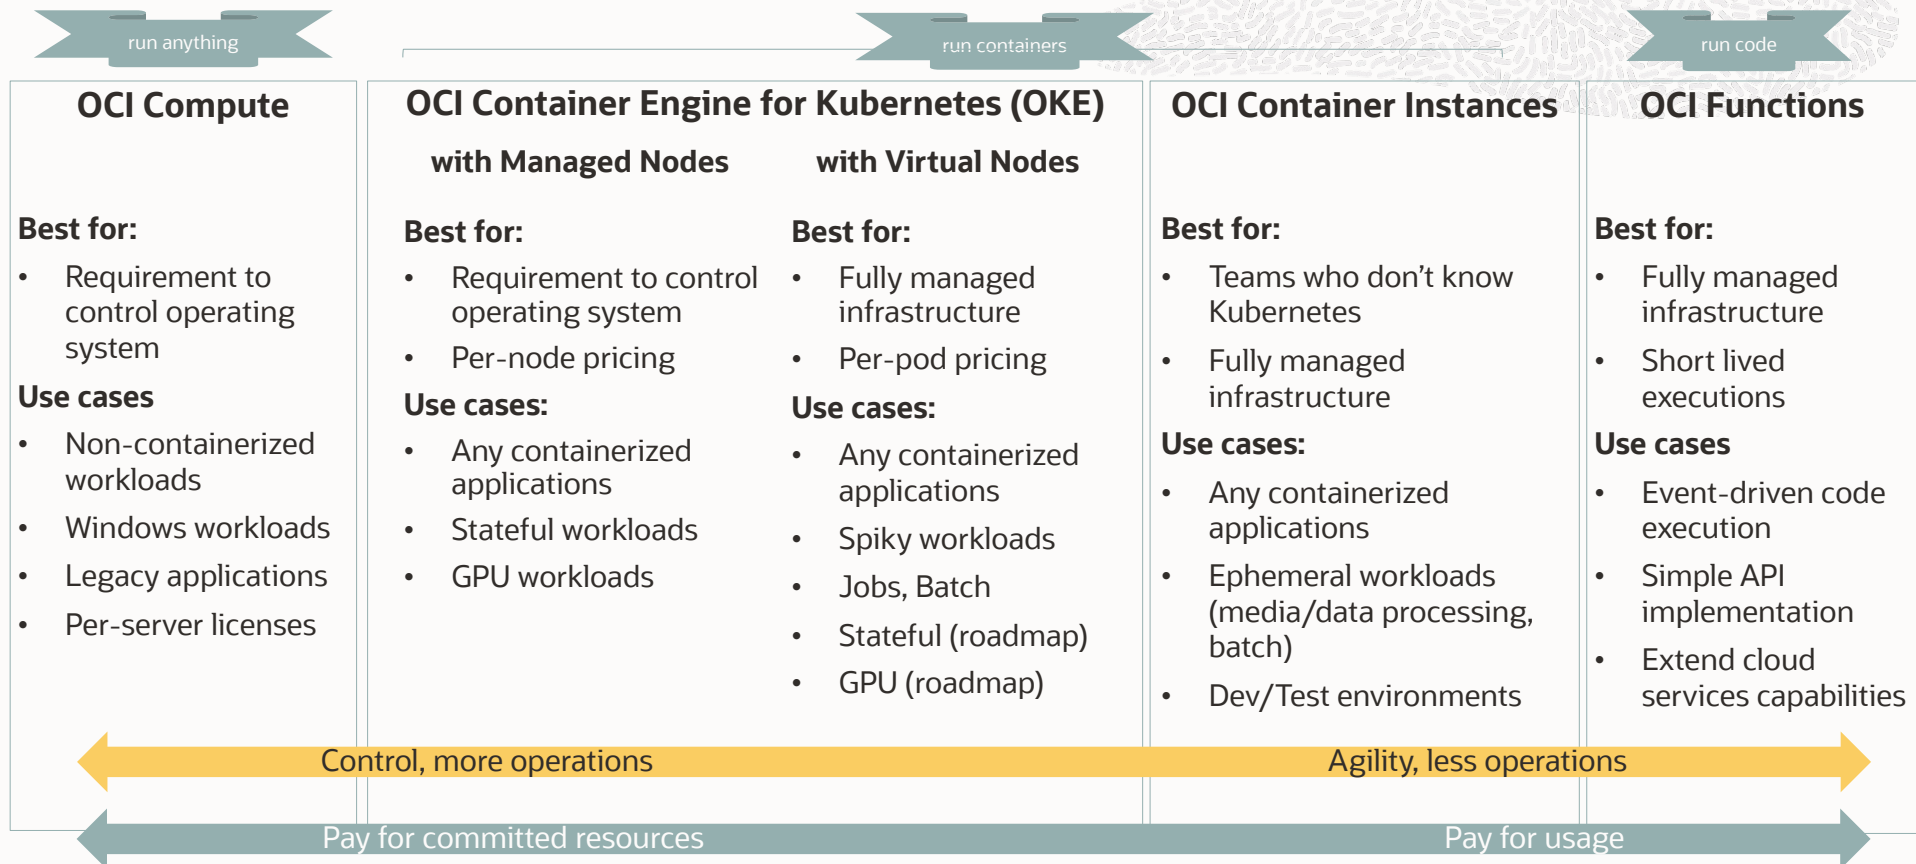 run anything
run containers
run code
OCI Compute
Best for:
• Requirement to
control operating
system
Use cases
• Non-containerized
workloads
• Windows workloads
• Legacy applications
• Per-server licenses
OCI Container Engine for Kubernetes (OKE)
with Managed Nodes
Best for:
• Requirement to control
operating system
• Per-node pricing
Use cases:
• Any containerized
applications
• Stateful workloads
• GPU workloads
with Virtual Nodes
Best for:
• Fully managed
infrastructure
• Per-pod pricing
Use cases:
• Any containerized
applications
• Spiky workloads
• Jobs, Batch
• Stateful (roadmap)
• GPU (roadmap)
OCI Container Instances
Best for:
• Teams who don’t know
Kubernetes
• Fully managed
infrastructure
Use cases:
• Any containerized
applications
• Ephemeral workloads
(media/data processing,
batch)
• Dev/Test environments
OCI Functions
Best for:
• Fully managed
infrastructure
• Short lived
executions
Use cases
• Event-driven code
execution
• Simple API
implementation
• Extend cloud
services capabilities
Control, more operations
Agility, less operations
Pay for committed resources
Pay for usage